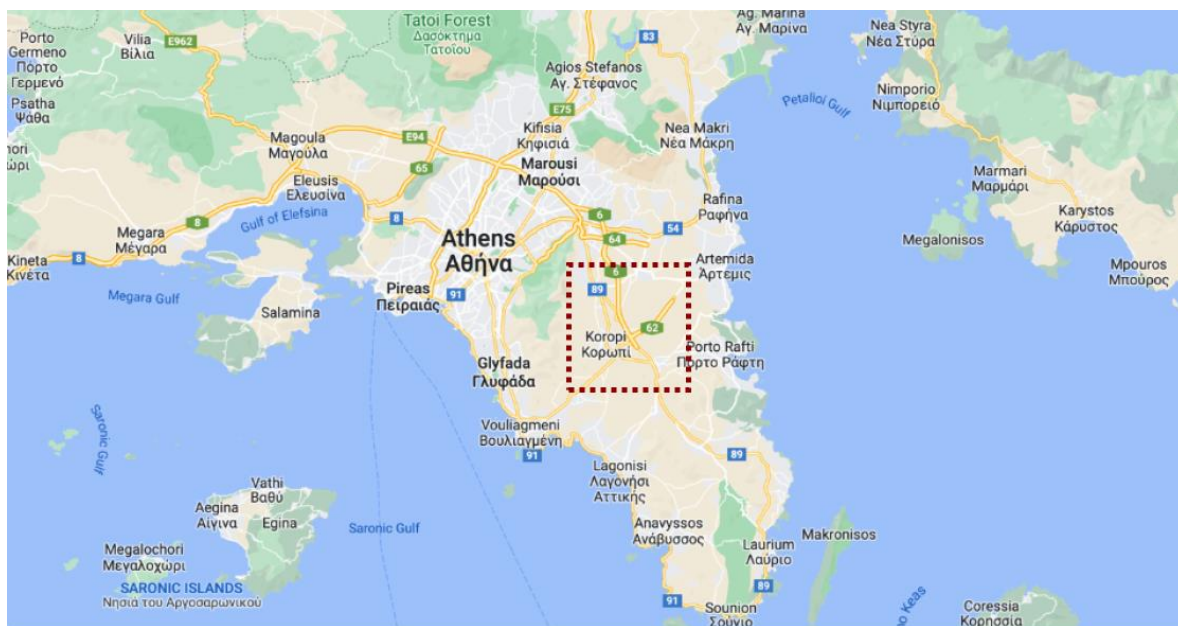 Porto
Germeno
Πόρτο
Γερμενό
Vilia
Βίλια
E962
Tatoi Forest
Δασόκτημα
Τατοΐου
83
Ag. Marina
Αγ. Μαρίνα
Nea Styra
Νέα Στύρα
Psatha
Ψάθα
Agios Stefanos
Αγ. Στέφανος
Petalioi Gulf
Nimporio
Νιμπορειό
E75
Magoula
Μαγούλα
E94
Kifisia
Κηφισιά
Nea Makri
Νέα Μάκρη
65
Marousi
Μαρούσι
Marmari
Μαρμάρι
Eleusis
Ελευσίνα
Rafina
Ραφήνα
Gulf of Elefsina
8
8
6
54
Karystos
Κάρυστος
Megara
Μέγαρα
Athens
Αθήνα
64
Megalonisos
Kineta
Κινέτα
8
Artemida
Άρτεμις
Mpouros
Μπούρος
6
Pireas
Πειραιάς
91
89
Megara Gulf
Salamina
62
Koropi
Κορωπί
Porto Rafti
Πόρτο Ράφτη
Glyfada
Γλυφάδα
Saronic Gulf
Vouliagmeni
Βουλιαγμένη
91
89
Lagonisi
Λαγονήσι
Αττικής
Vathi
Βαθύ
Aegina
Αίγινα
Egina
Saronic Gulf
Anavyssos
Ανάβυσσος
Makronisos
Megalochori
Μεγαλοχώρι
Laurium
Λαύριο
SARONIC ISLANDS
Νησιά του Αργοσαρωνικού
89
91
Sounion
Σούνιο
Coressia
Κορησσία